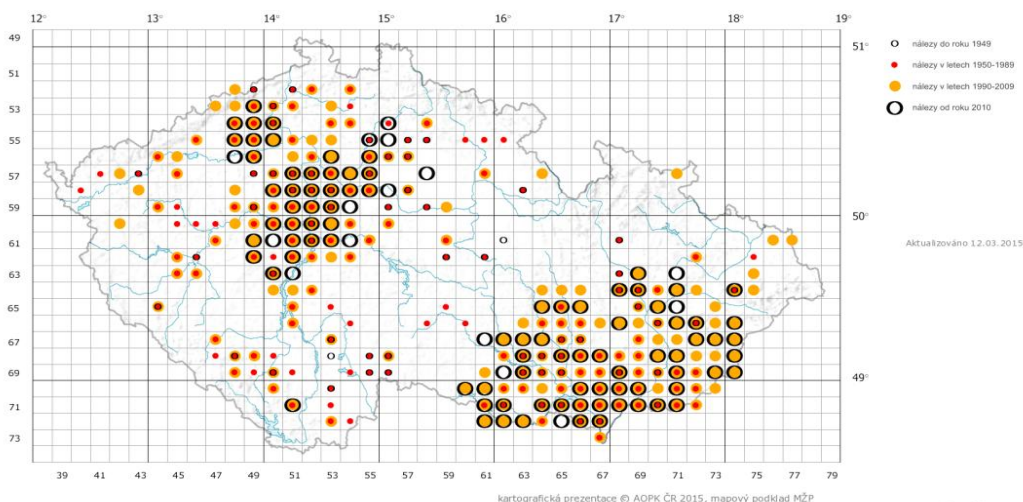 12° 13° 14° 15° 16° 17° 18° 19°
49
51
53
55
57
59
61
63
65
67
69
71
73
51°
50°
49°
nálezy do roku 1949
nálezy v letech 1950-1989
nálezy v letech 1990-2009
nálezy od roku 2010
Aktualizováno 12.03.2015
39 41 43 45 47 49 51 53 55 57 59 61 63 65 67 69 71 73 75 77 79
kartografická prezentace © AOPK ČR 2015, mapový podklad MŽP